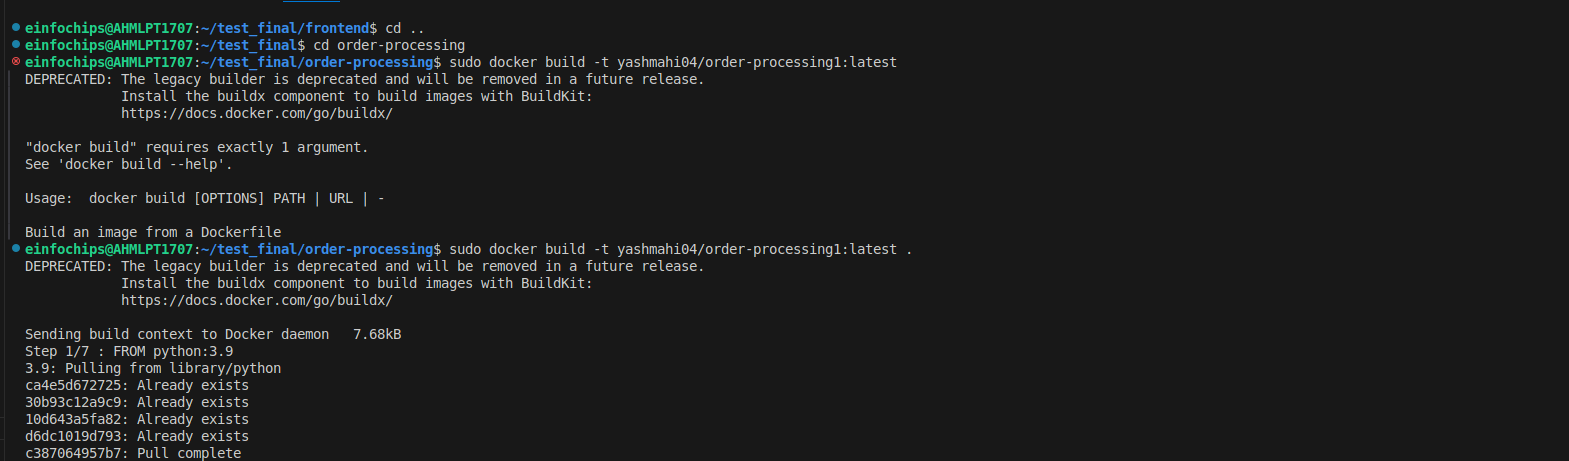 einfochips@AHMLPT1707:~/test_final/frontend$ cd ..
einfochips@AHMLPT1707:~/test_final$ cd order-processing
einfochips@AHMLPT1707:~/test_final/order-processing$ sudo docker build -t yashmahi04/order-processing1:latest
DEPRECATED: The legacy builder is deprecated and will be removed in a future release.
            Install the buildx component to build images with BuildKit:
            https://docs.docker.com/go/buildx/

"docker build" requires exactly 1 argument.
See 'docker build --help'.

Usage:  docker build [OPTIONS] PATH | URL | -

Build an image from a Dockerfile
einfochips@AHMLPT1707:~/test_final/order-processing$ sudo docker build -t yashmahi04/order-processing1:latest .
DEPRECATED: The legacy builder is deprecated and will be removed in a future release.
            Install the buildx component to build images with BuildKit:
            https://docs.docker.com/go/buildx/

Sending build context to Docker daemon   7.68kB
Step 1/7 : FROM python:3.9
3.9: Pulling from library/python
ca4e5d672725: Already exists
30b93c12a9c9: Already exists
10d643a5fa82: Already exists
d6dc1019d793: Already exists
c387064957b7: Pull complete